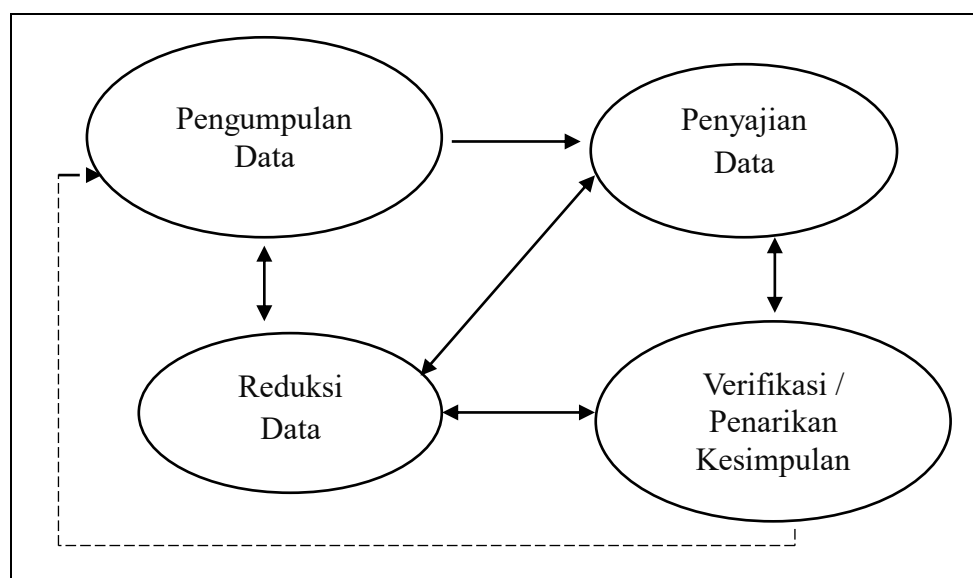 Pengumpulan
Data
Penyajian
Data
Reduksi
Data
Verifikasi /
Penarikan
Kesimpulan